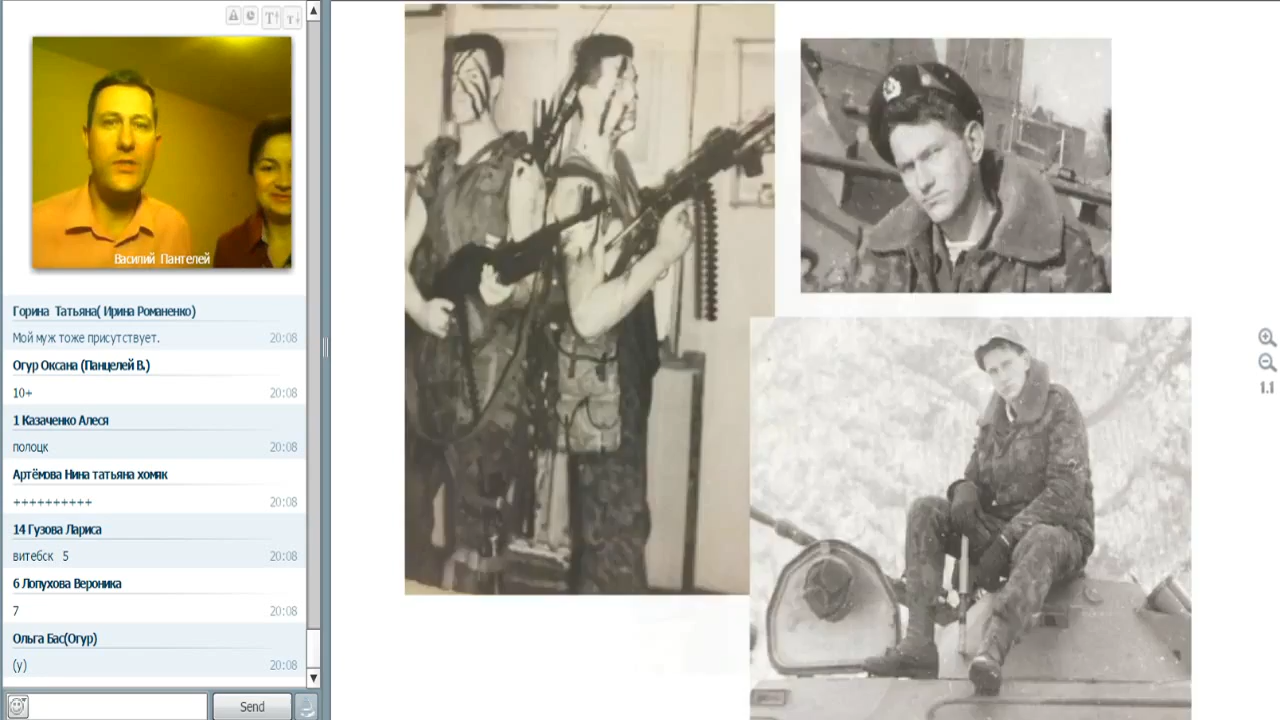 Василий Пантелей
Горина Татьяна( Ирина Романенко)
Мой муж тоже присутствует. 20:08
Огур Оксана (Панцелей В.)
10+ 20:08
1 Казаченко Алеся
полоцк 20:08
Артёмова Нина татьяна хомяк
++++++++++ 20:08
14 Гузова Лариса
витебск 5 20:08
6 Лопухова Вероника
7 20:08
Ольга Бас(Огур)
(y) 20:08
Send
1:1